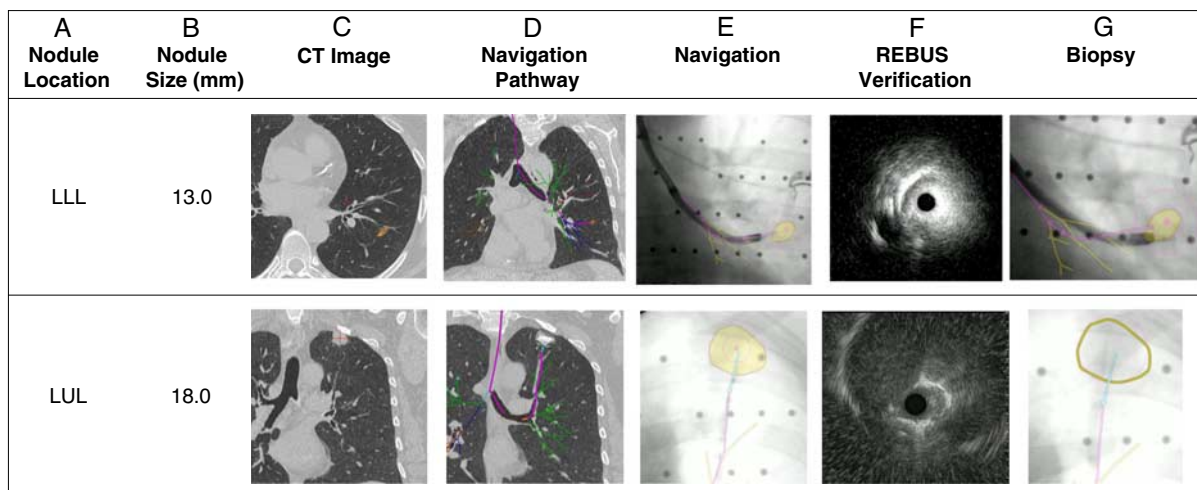 A B C D E F G
Nodule Location Nodule Size (mm) CT Image Navigation Pathway Navigation REBUS Verification Biopsy
LLL 13.0
LUL 18.0